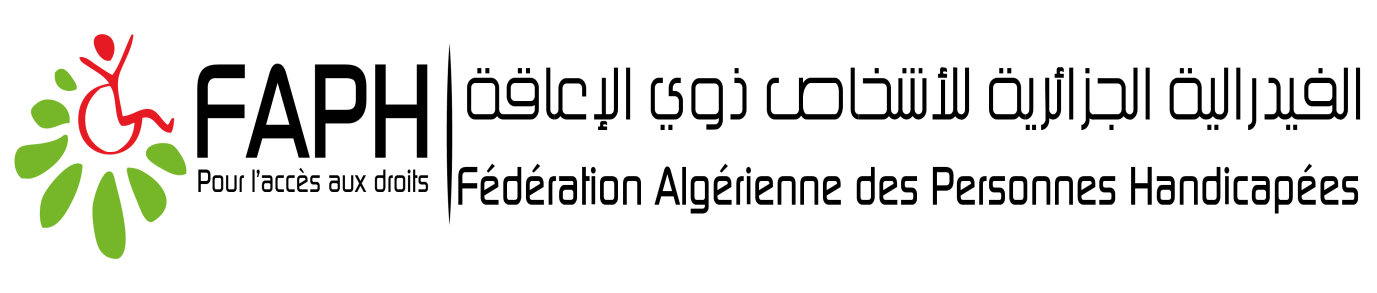 FAPH
Pour l'accès aux droits
الفيدرالية الجزائرية للأشخاص ذوي الإعاقة
Fédération Algérienne des Personnes Handicapées